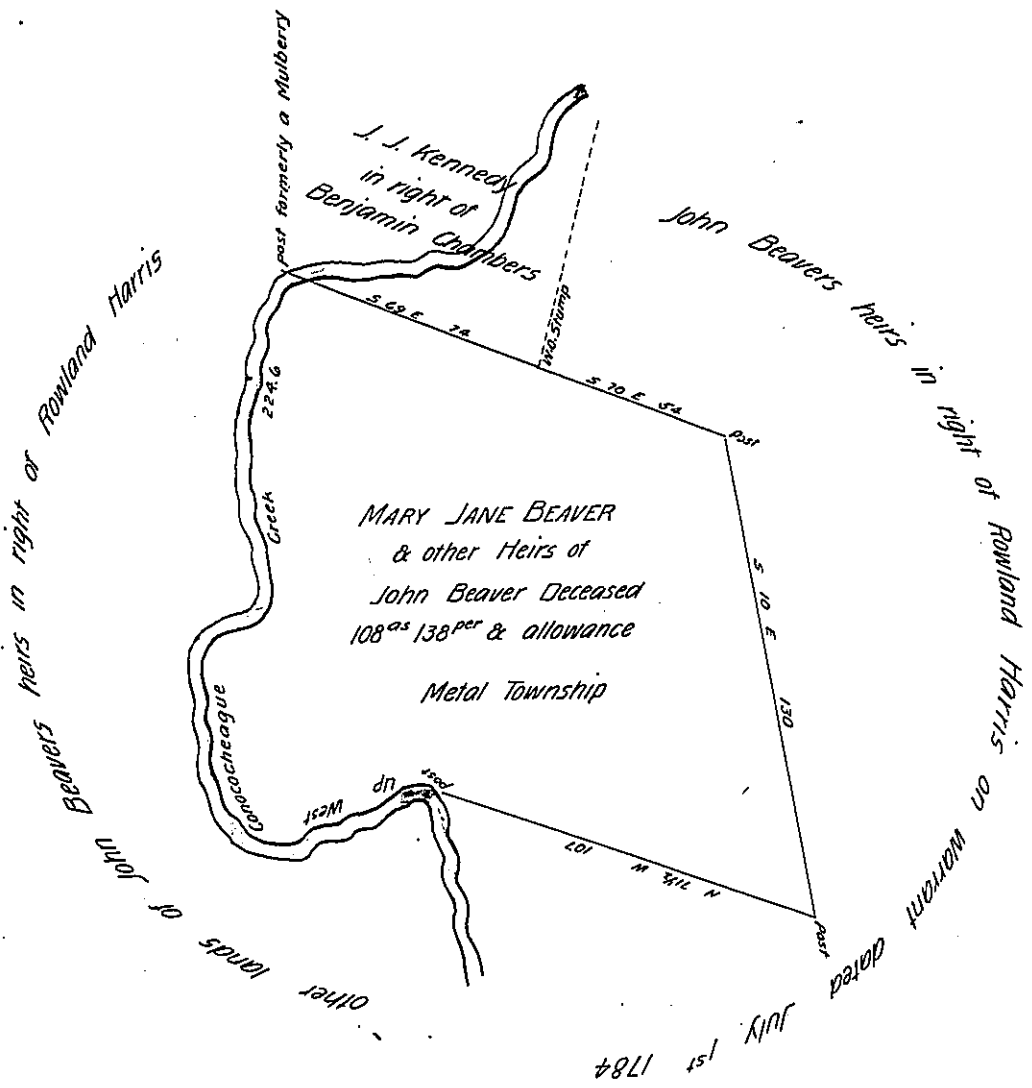 Post formerly a Mulberry
J. J. Kennedy
in right of
Benjamin Chambers
John Beavers heirs in right of Rowland Harris on warrant dated July 1st 1784
S 69 E 74
W.O. Stump
S 70 E 54
Post
S 10 E 130
Post
N 71½ W 107
post
Up West Conococheague Creek 224.6
MARY JANE BEAVER
& other Heirs of
John Beaver Deceased
108as 138per & allowance
Metal Township
other lands of John Beavers heirs in right of Rowland Harris